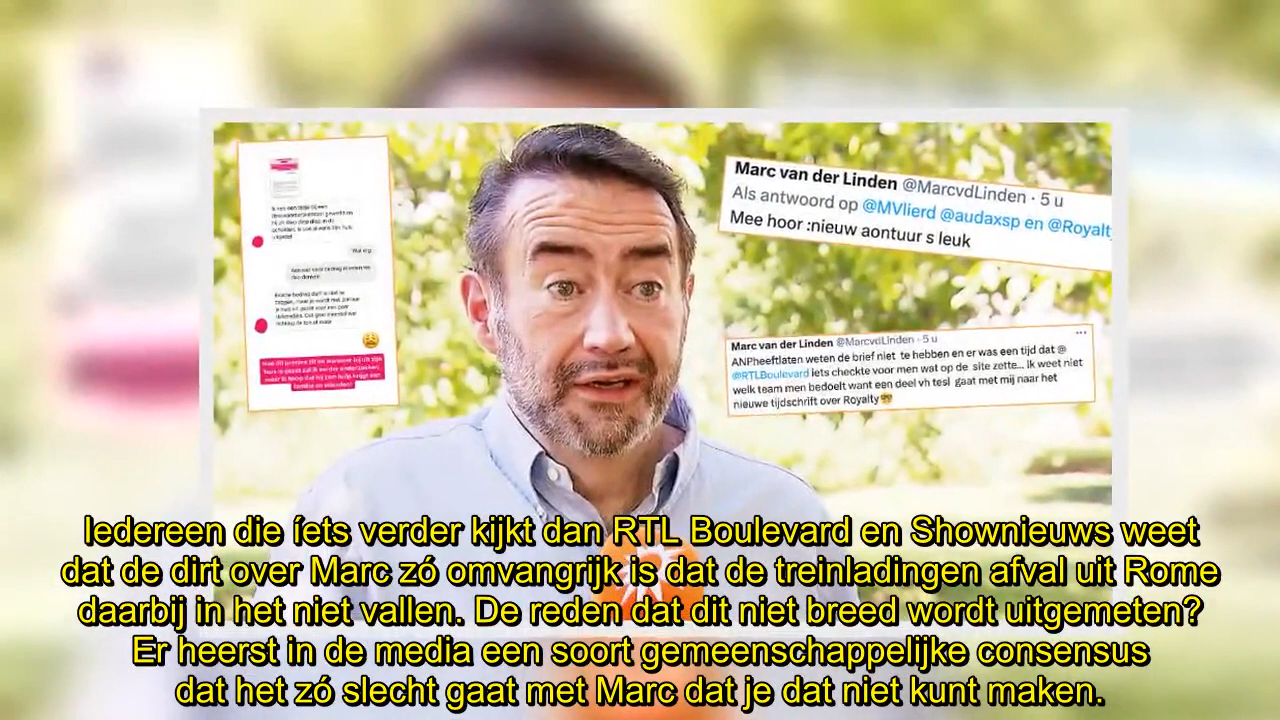 Marc van der Linden @MarcvdLinden · 5 u
Als antwoord op @MVlierd @audaxsp en @Royalt
Mee hoor :nieuw aontuur s leuk
Marc van der Linden @MarcvdLinden · 5 u
ANPheeftlaten weten de brief niet te hebben en er was een tijd dat @
@RTLBoulevard iets checkte voor men wat op de site zette... Ik weet niet
welk team men bedoelt want een deel vh tesl gaat met mij naar het
nieuwe tijdschrift over Royalty🤓
Iedereen die íets verder kijkt dan RTL Boulevard en Shownieuws weet
dat de dirt over Marc zó omvangrijk is dat de treinladingen afval uit Rome
daarbij in het niet vallen. De reden dat dit niet breed wordt uitgemeten?
Er heerst in de media een soort gemeenschappelijke consensus
dat het zó slecht gaat met Marc dat je dat niet kunt maken.